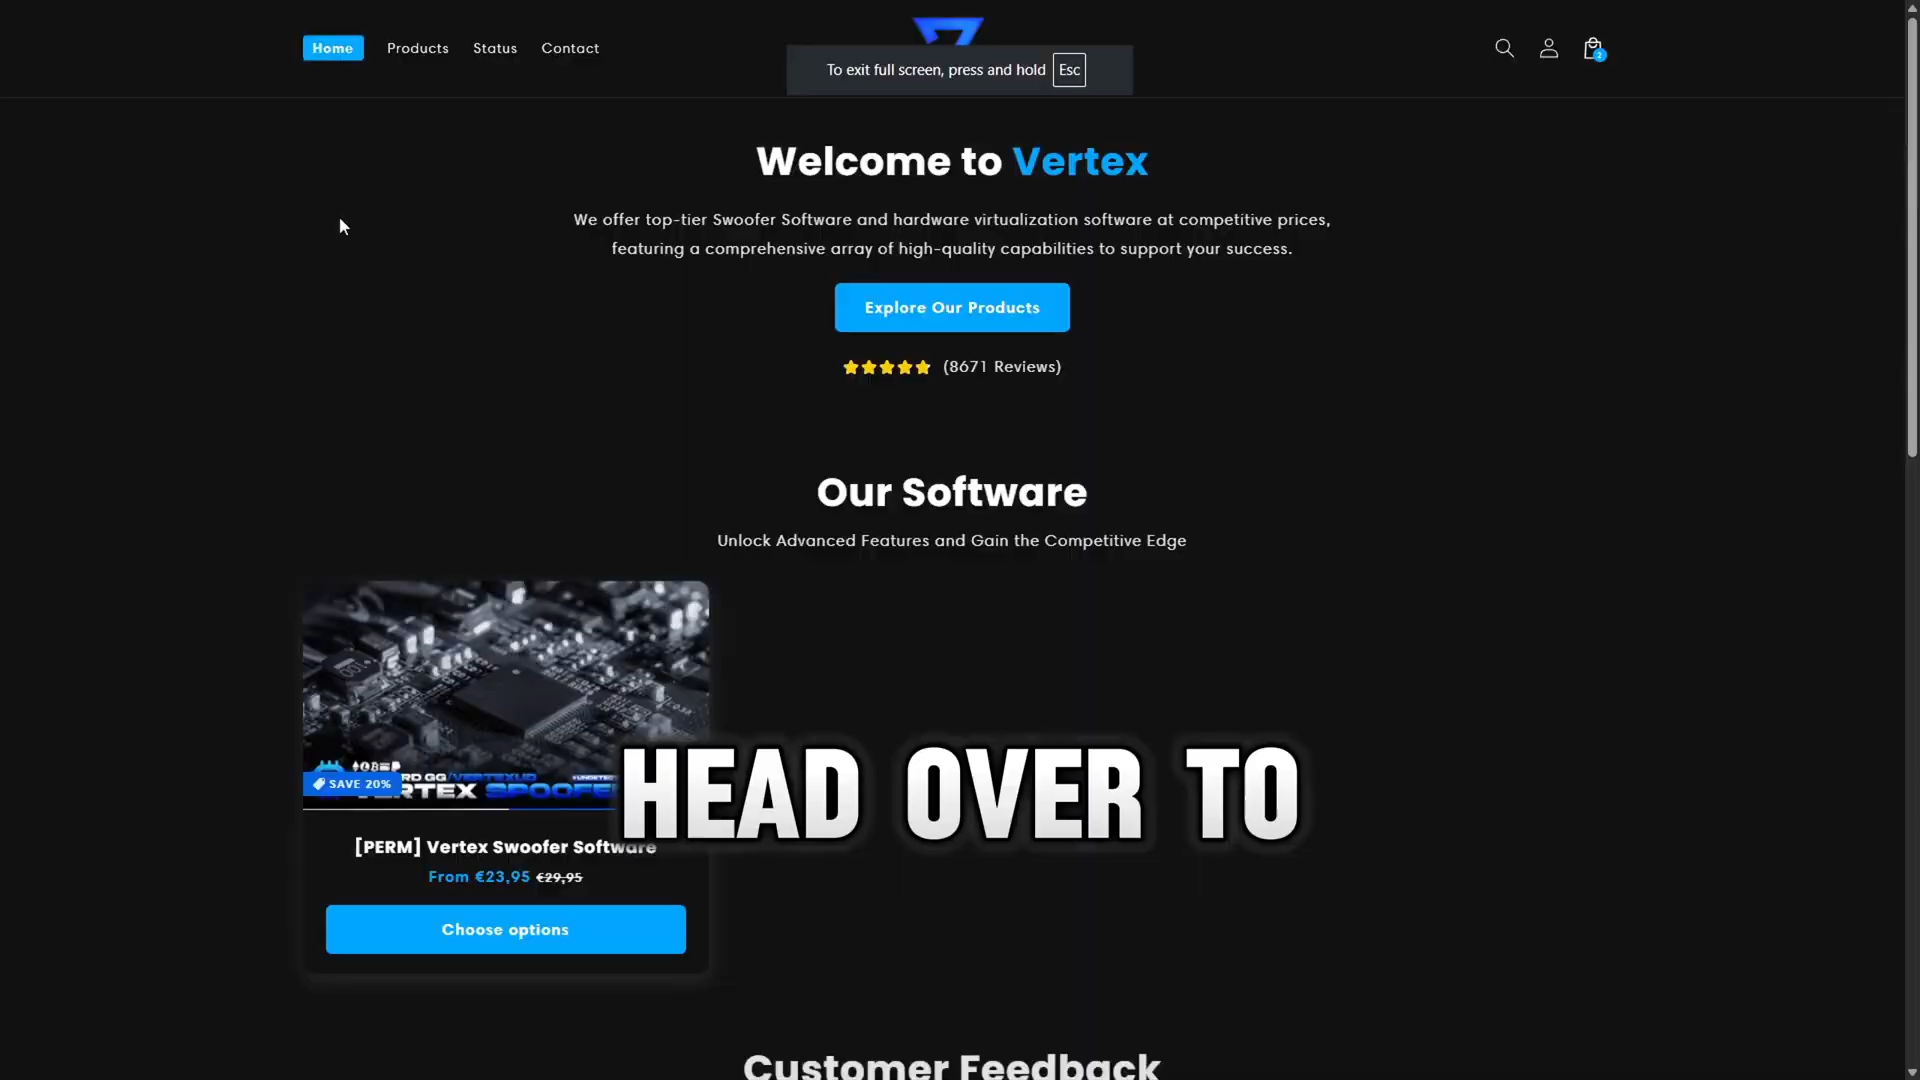 Home Products Status Contact
To exit full screen, press and hold Esc
2
Welcome to Vertex
We offer top-tier Swoofer Software and hardware virtualization software at competitive prices,
featuring a comprehensive array of high-quality capabilities to support your success.
Explore Our Products
(8671 Reviews)
Our Software
Unlock Advanced Features and Gain the Competitive Edge
SAVE 20%
VERTEX SPOOFE
HEAD OVER TO
[PERM] Vertex Swoofer Software
From €23,95 €29,95
Choose options
Customer Feedback